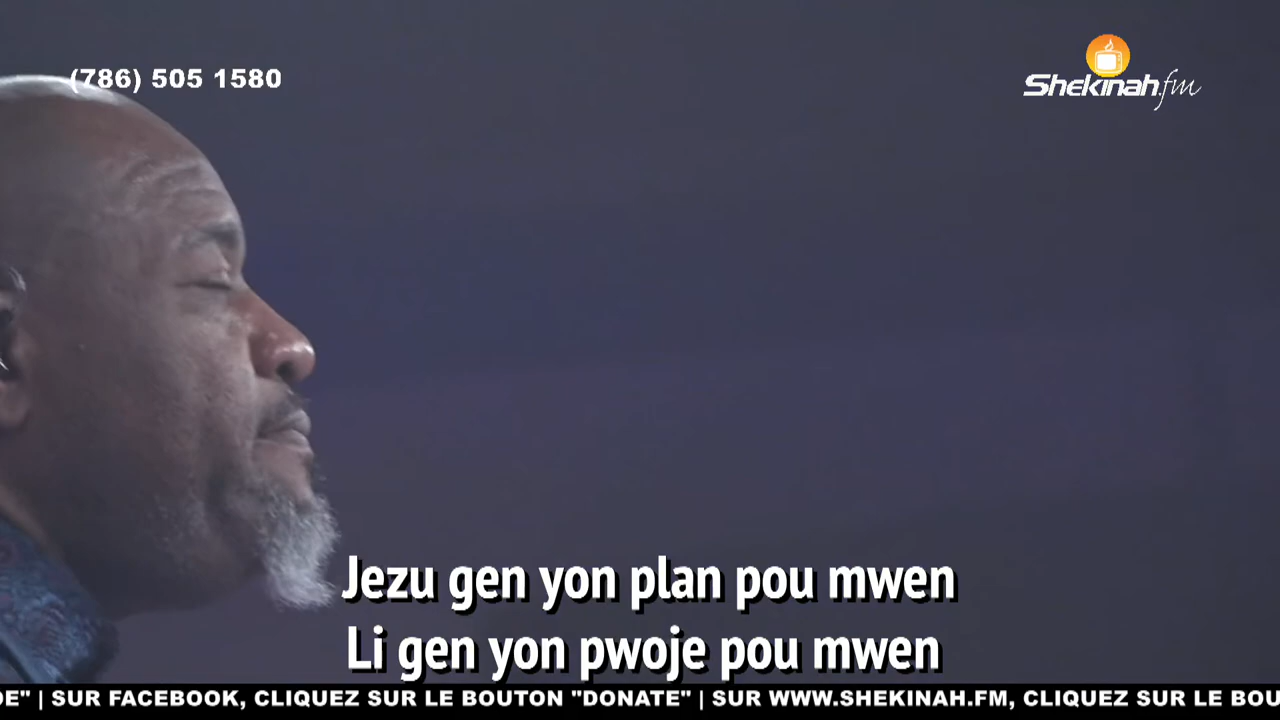 (786) 505 1580
Shekinah.fm
Jezu gen yon plan pou mwen
Li gen yon pwoje pou mwen
DE" | SUR FACEBOOK, CLIQUEZ SUR LE BOUTON "DONATE" | SUR WWW.SHEKINAH.FM, CLIQUEZ SUR LE BOU